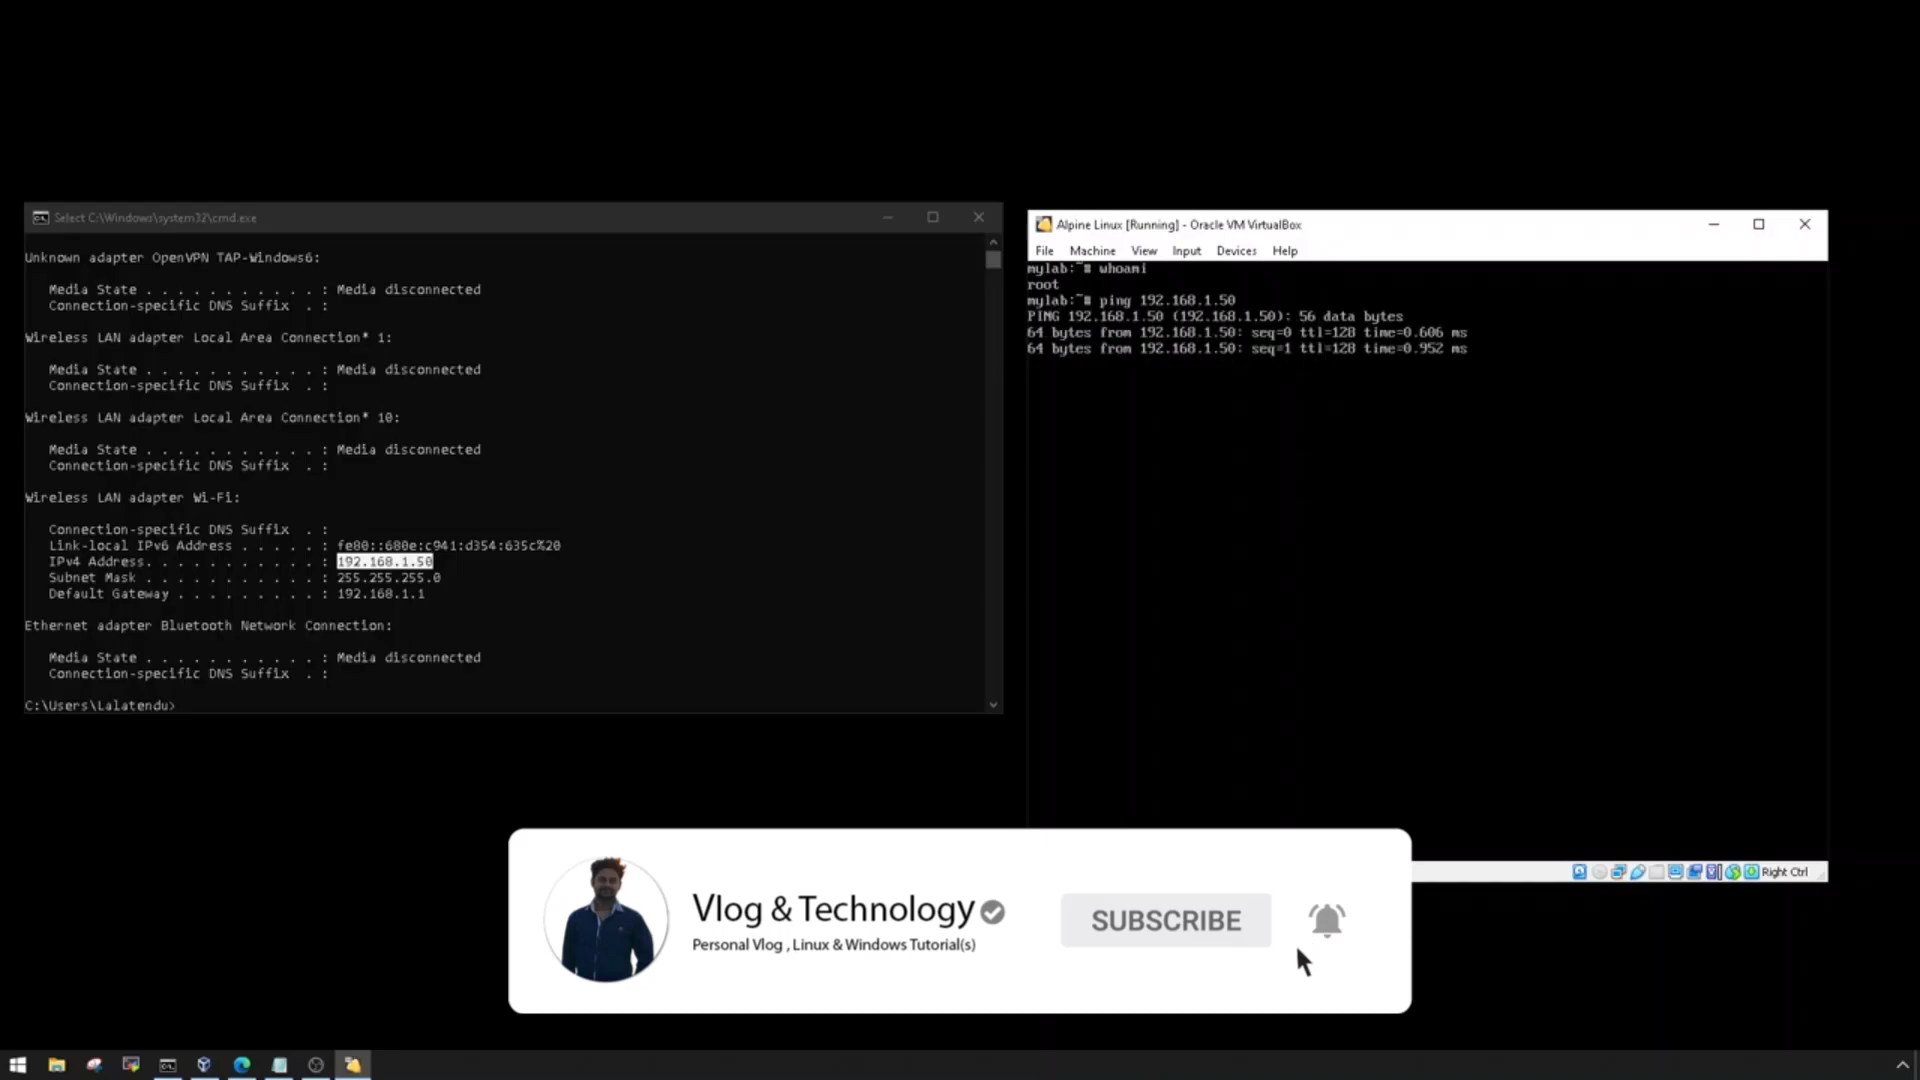 Select C:\Windows\system32\cmd.exe
Unknown adapter OpenVPN TAP-Windows6:
Media State . . . . . . . . . . . : Media disconnected
Connection-specific DNS Suffix  . :
Wireless LAN adapter Local Area Connection* 1:
Media State . . . . . . . . . . . : Media disconnected
Connection-specific DNS Suffix  . :
Wireless LAN adapter Local Area Connection* 10:
Media State . . . . . . . . . . . : Media disconnected
Connection-specific DNS Suffix  . :
Wireless LAN adapter Wi-Fi:
Connection-specific DNS Suffix  . :
Link-local IPv6 Address . . . . . : fe80::680e:c941:d354:635c%20
IPv4 Address. . . . . . . . . . . : 192.168.1.50
Subnet Mask . . . . . . . . . . . : 255.255.255.0
Default Gateway . . . . . . . . . : 192.168.1.1
Ethernet adapter Bluetooth Network Connection:
Media State . . . . . . . . . . . : Media disconnected
Connection-specific DNS Suffix  . :
C:\Users\Lalatendu>
Alpine Linux [Running] - Oracle VM VirtualBox
File Machine View Input Devices Help
mylab:~# whoami
root
mylab:~# ping 192.168.1.50
PING 192.168.1.50 (192.168.1.50): 56 data bytes
64 bytes from 192.168.1.50: seq=0 ttl=128 time=0.606 ms
64 bytes from 192.168.1.50: seq=1 ttl=128 time=0.952 ms
Right Ctrl
Vlog & Technology
Personal Vlog , Linux & Windows Tutorial(s)
SUBSCRIBE